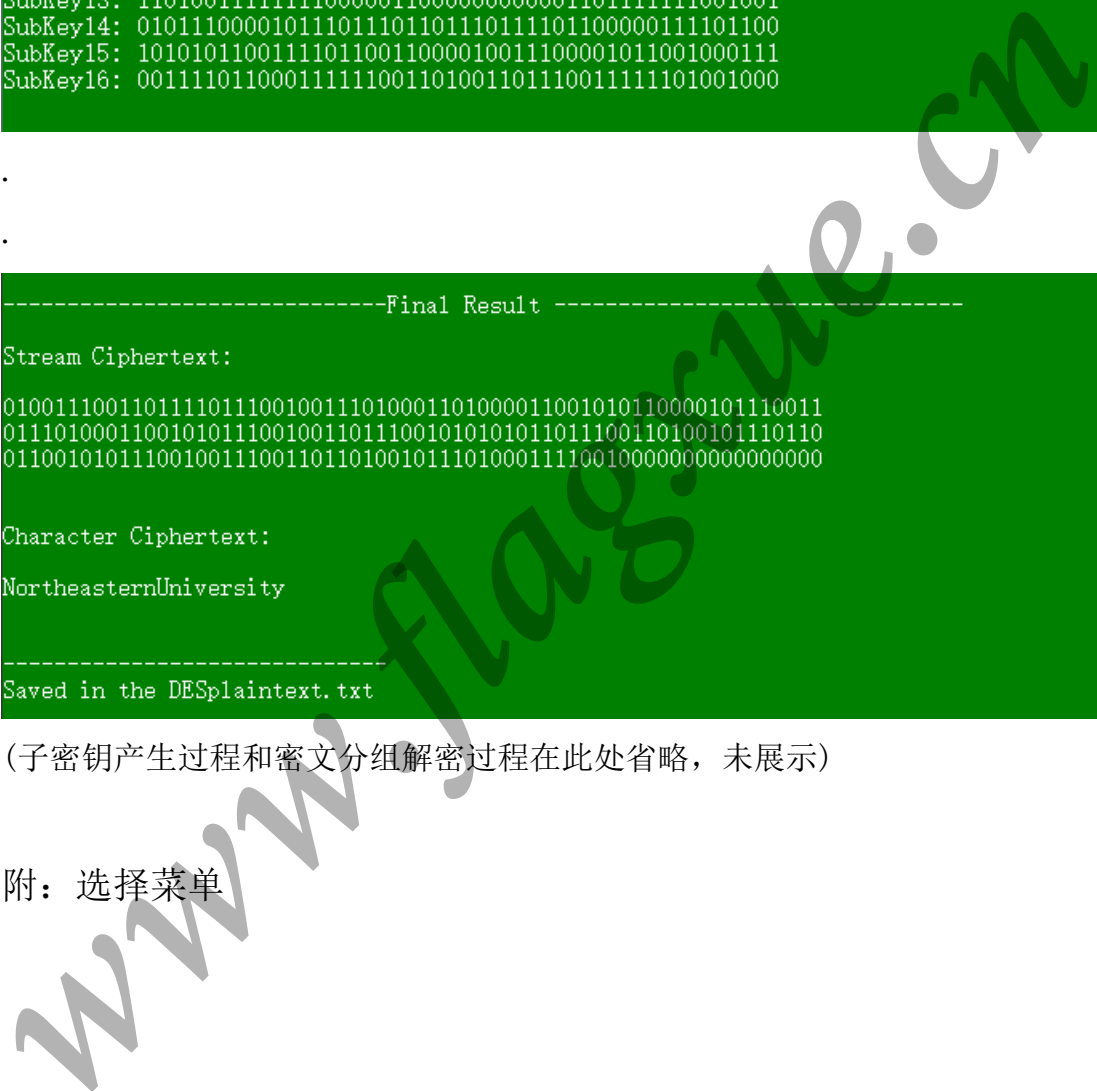 SubKey13:
SubKey14: 010111000010111011101101110111101100000111101100
SubKey15: 101010110011110110011000010011100001011001000111
SubKey16: 001111011000111111001101001101110011111101001000
.
.
------------------------------Final Result --------------------------------
Stream Ciphertext:
0100111001101111011100100111010001101000011001010110000101110011
0111010001100101011100100110111001010101011011100110100101110110
0110010101110010011100110110100101110100011110010000000000000000
Character Ciphertext:
NortheasternUniversity
------------------------------
Saved in the DESplaintext.txt
(子密钥产生过程和密文分组解密过程在此处省略，未展示)
附：选择菜单
www.flagxue.cn